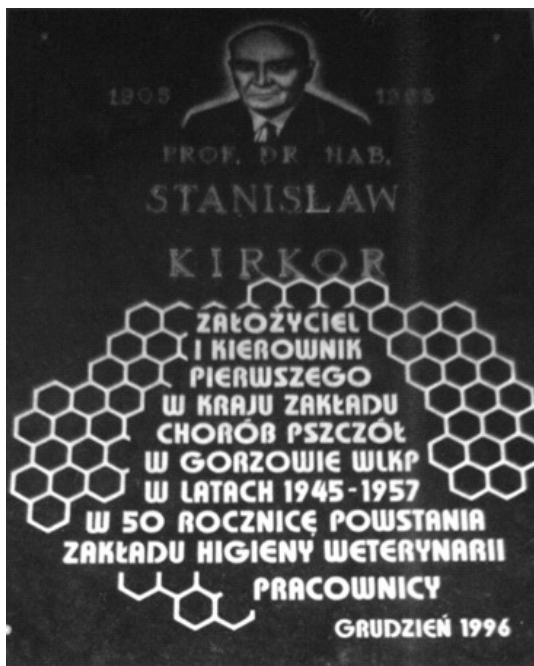 1905 1963
PROF. DR HAB.
STANISŁAW
KIRKOR
ZAŁOŻYCIEL
I KIEROWNIK
PIERWSZEGO
W KRAJU ZAKŁADU
CHORÓB PSZCZÓŁ
W GORZOWIE WLKP
W LATACH 1945-1957
W 50 ROCZNICĘ POWSTANIA
ZAKŁADU HIGIENY WETERYNARII
PRACOWNICY
GRUDZIEŃ 1996